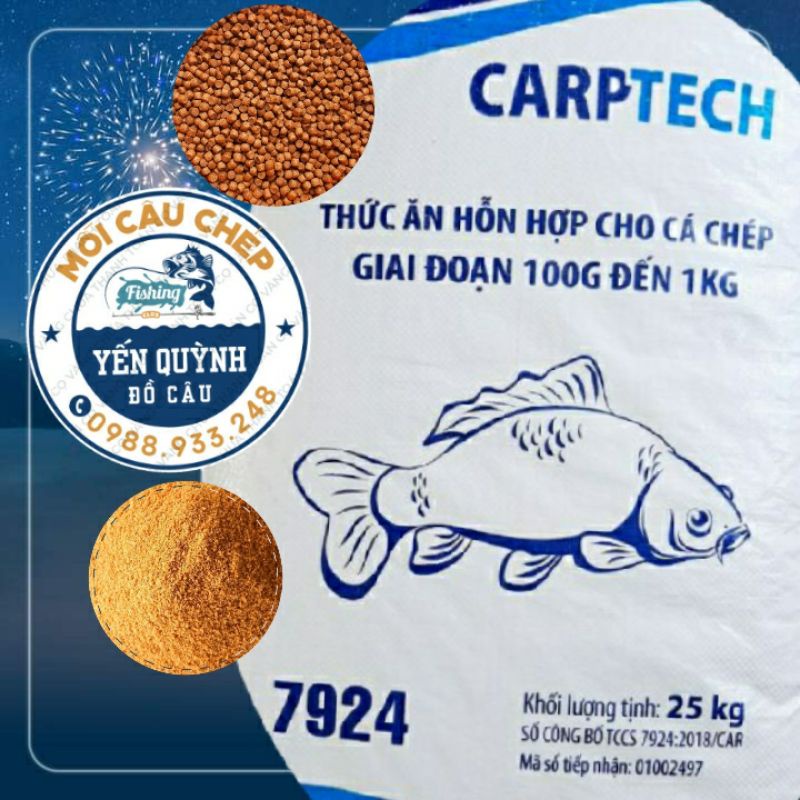 CARPTECH
THỨC ĂN HỖN HỢP CHO CÁ CHÉP
GIAI ĐOẠN 100G ĐẾN 1KG
MỒI CÂU CHÉP
Fishing
CLUB
YẾN QUỲNH
ĐỒ CÂU
0988.933.248
7924
Khối lượng tịnh: 25 kg
SỐ CÔNG BỐ TCCS 7924:2018/CAR
Mã số tiếp nhận: 01002497